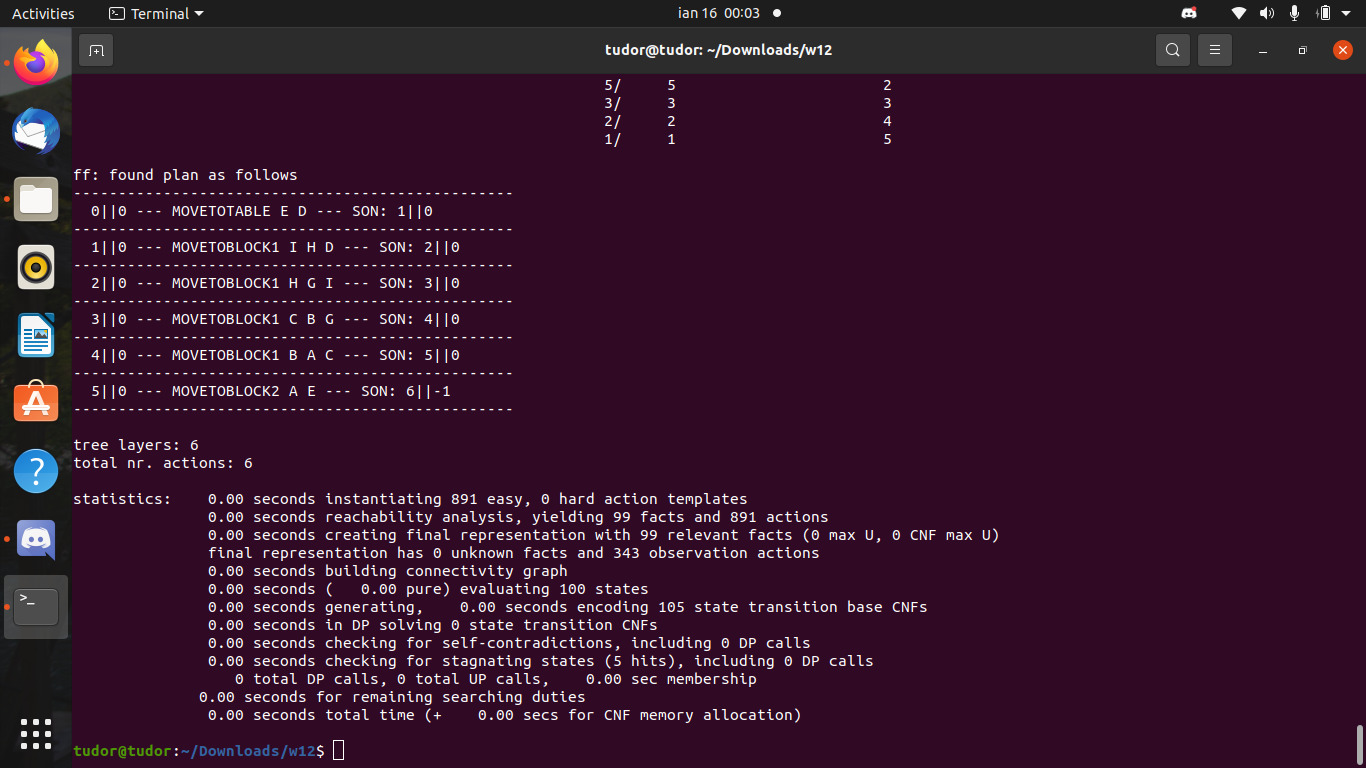 Activities Terminal ian 16 00:03
tudor@tudor: ~/Downloads/w12
5/ 5 2
3/ 3 3
2/ 2 4
1/ 1 5
ff: found plan as follows
-------------------------------------------------
0||0 --- MOVETOTABLE E D --- SON: 1||0
-------------------------------------------------
1||0 --- MOVETOBLOCK1 I H D --- SON: 2||0
-------------------------------------------------
2||0 --- MOVETOBLOCK1 H G I --- SON: 3||0
-------------------------------------------------
3||0 --- MOVETOBLOCK1 C B G --- SON: 4||0
-------------------------------------------------
4||0 --- MOVETOBLOCK1 B A C --- SON: 5||0
-------------------------------------------------
5||0 --- MOVETOBLOCK2 A E --- SON: 6||-1
-------------------------------------------------
tree layers: 6
total nr. actions: 6
statistics: 0.00 seconds instantiating 891 easy, 0 hard action templates
0.00 seconds reachability analysis, yielding 99 facts and 891 actions
0.00 seconds creating final representation with 99 relevant facts (0 max U, 0 CNF max U)
final representation has 0 unknown facts and 343 observation actions
0.00 seconds building connectivity graph
0.00 seconds ( 0.00 pure) evaluating 100 states
0.00 seconds generating, 0.00 seconds encoding 105 state transition base CNFs
0.00 seconds in DP solving 0 state transition CNFs
0.00 seconds checking for self-contradictions, including 0 DP calls
0.00 seconds checking for stagnating states (5 hits), including 0 DP calls
0 total DP calls, 0 total UP calls, 0.00 sec membership
0.00 seconds for remaining searching duties
0.00 seconds total time (+ 0.00 secs for CNF memory allocation)
tudor@tudor:~/Downloads/w12$